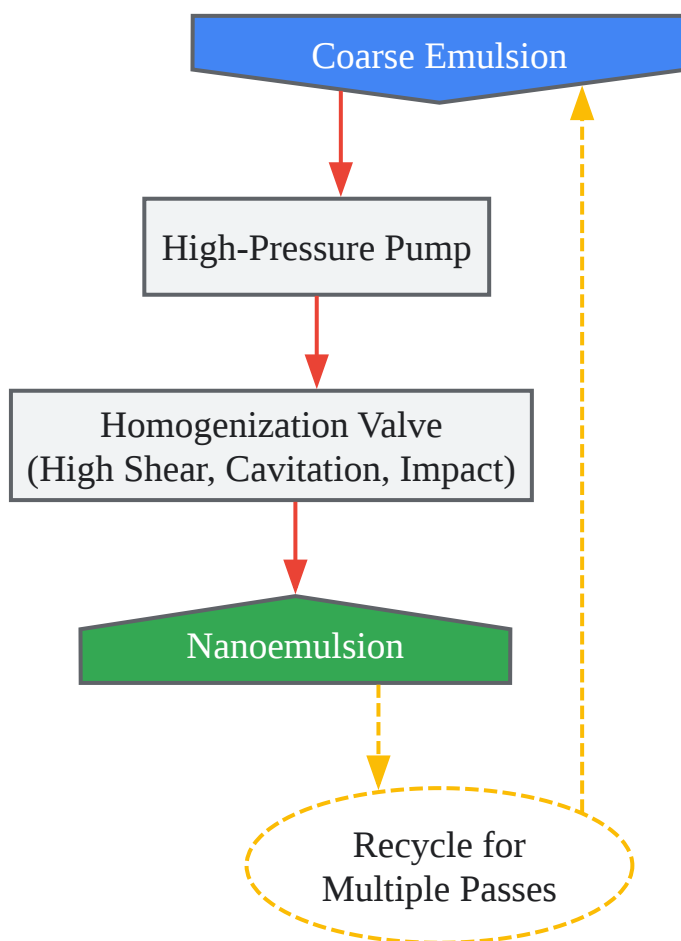 Coarse Emulsion
High-Pressure Pump
Homogenization Valve
(High Shear, Cavitation, Impact)
Nanoemulsion
Recycle for
Multiple Passes